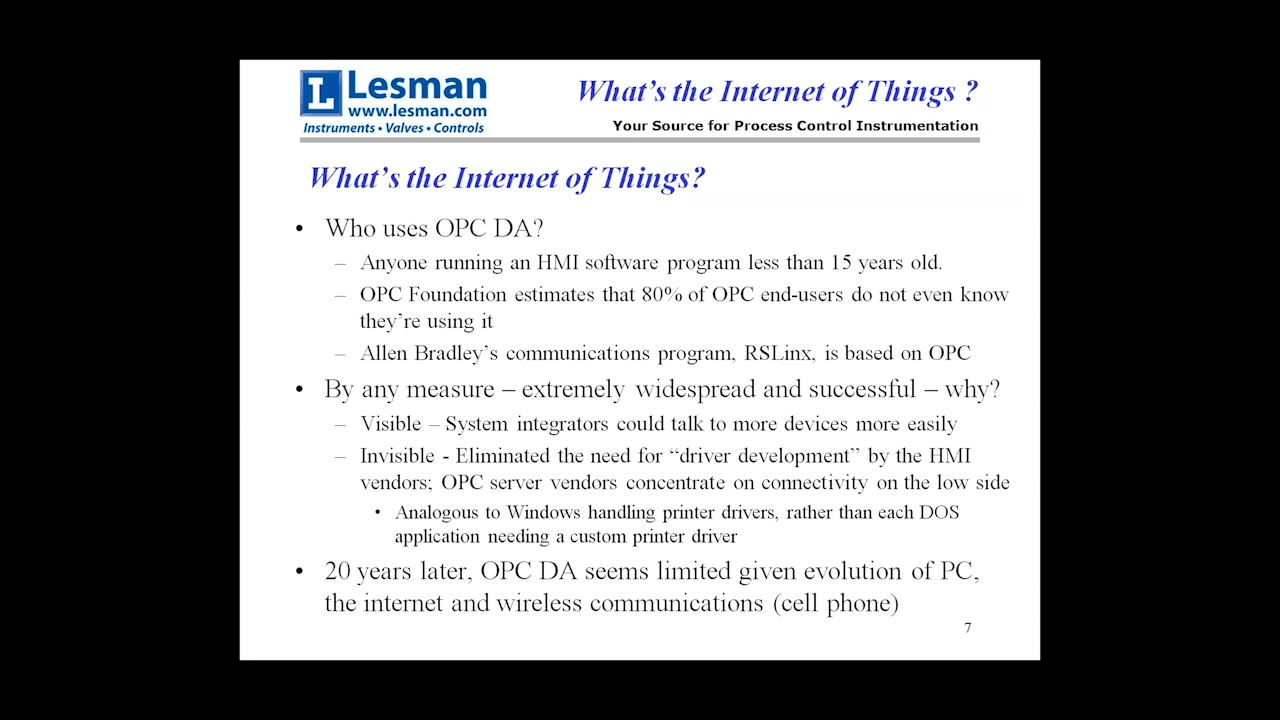 L Lesman
www.lesman.com
Instruments • Valves • Controls
What's the Internet of Things ?
Your Source for Process Control Instrumentation
What's the Internet of Things?
• Who uses OPC DA?
– Anyone running an HMI software program less than 15 years old.
– OPC Foundation estimates that 80% of OPC end-users do not even know
they're using it
– Allen Bradley's communications program, RSLinx, is based on OPC
• By any measure – extremely widespread and successful – why?
– Visible – System integrators could talk to more devices more easily
– Invisible - Eliminated the need for "driver development" by the HMI
vendors; OPC server vendors concentrate on connectivity on the low side
• Analogous to Windows handling printer drivers, rather than each DOS
application needing a custom printer driver
• 20 years later, OPC DA seems limited given evolution of PC,
the internet and wireless communications (cell phone)
7